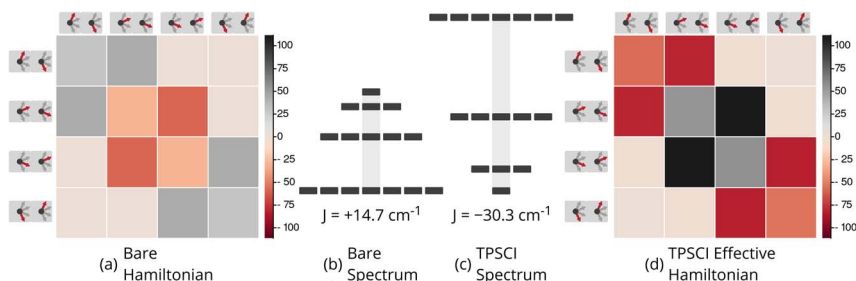 100
75
50
25
0
25
50
75
100
J = +14.7 cm⁻¹
J = −30.3 cm⁻¹
100
75
50
25
0
25
50
75
100
(a) Bare
Hamiltonian
(b) Bare
Spectrum
(c) TPSCI
Spectrum
(d) TPSCI Effective
Hamiltonian